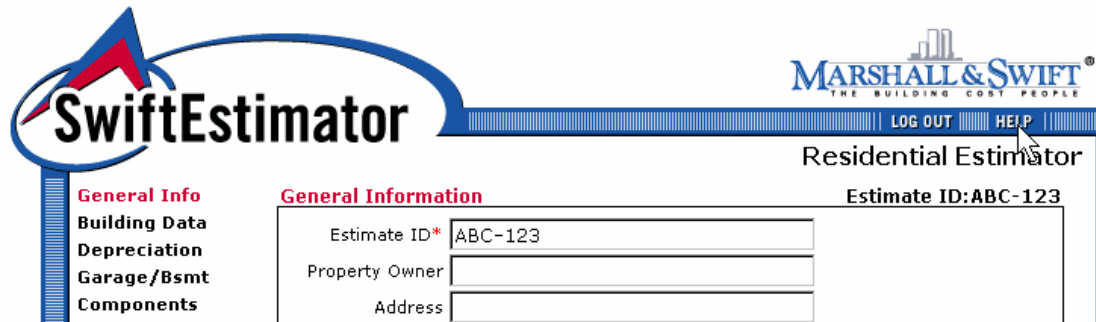 SwiftEstimator
MARSHALL & SWIFT®
THE BUILDING COST PEOPLE
LOG OUT HELP
Residential Estimator
General Info
Building Data
Depreciation
Garage/Bsmt
Components
General Information
Estimate ID:ABC-123
Estimate ID* ABC-123
Property Owner
Address